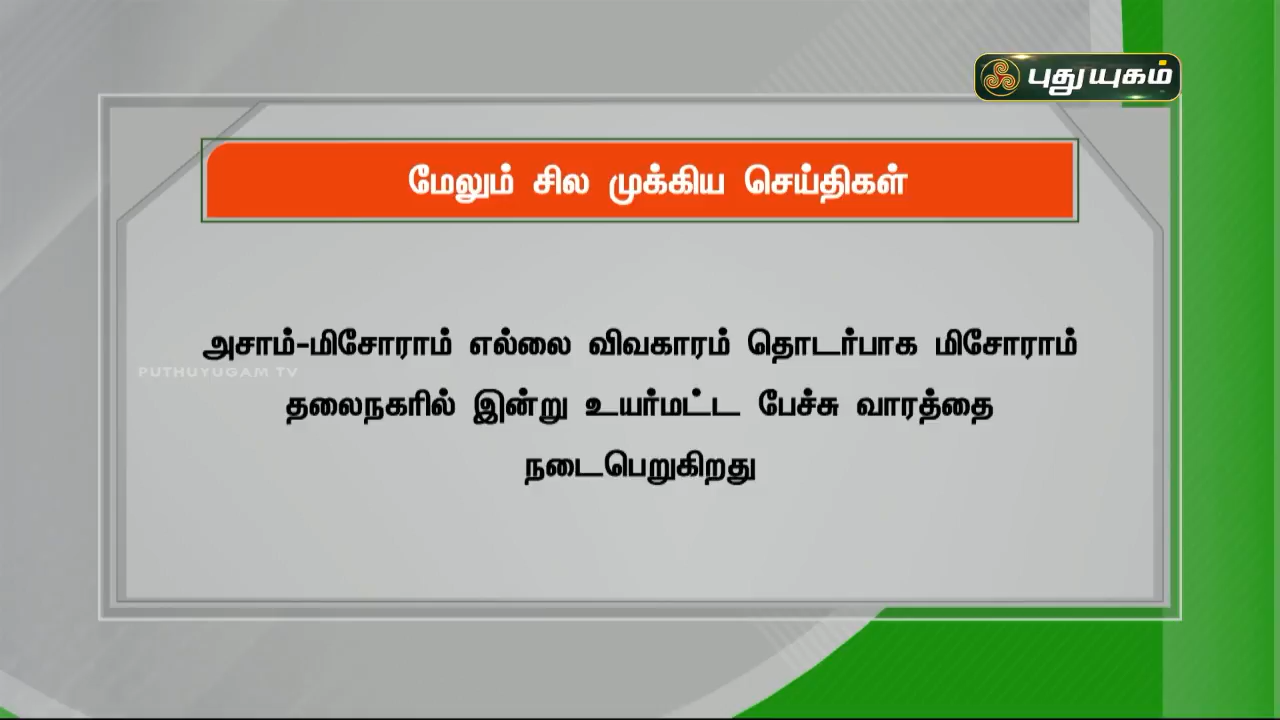 புதுயுகம்
மேலும் சில முக்கிய செய்திகள்
அசாம்-மிசோராம் எல்லை விவகாரம் தொடர்பாக மிசோராம்
PUTHUYUGAM TV
தலைநகரில் இன்று உயர்மட்ட பேச்சு வாரத்தை
நடைபெறுகிறது